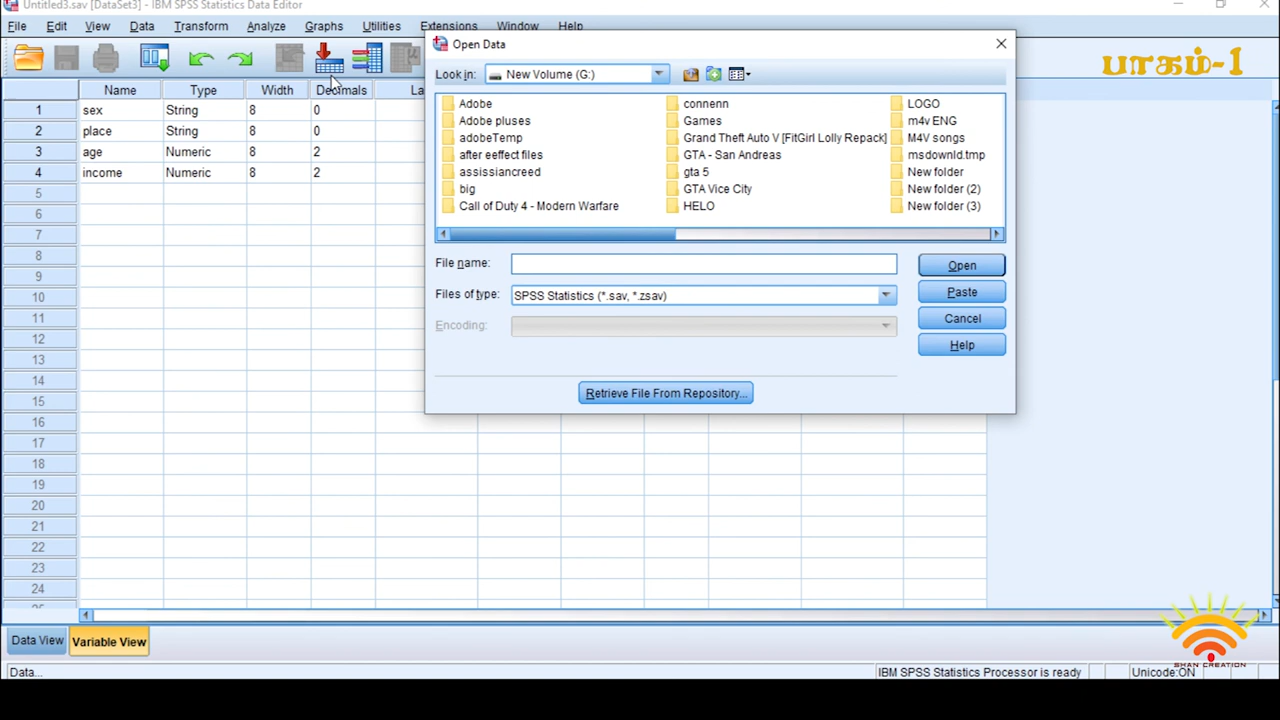 Untitled3.sav [DataSet3] - IBM SPSS Statistics Data Editor
File Edit View Data Transform Analyze Graphs Utilities Extensions Window Help
பாகம்-1
Name Type Width Decimals La
1 sex String 8 0
2 place String 8 0
3 age Numeric 8 2
4 income Numeric 8 2
5
6
7
8
9
10
11
12
13
14
15
16
17
18
19
20
21
22
23
24
25
Open Data
Look in: New Volume (G:)
Adobe connenn LOGO
Adobe pluses Games m4v ENG
adobeTemp Grand Theft Auto V [FitGirl Lolly Repack] M4V songs
after eeffect files GTA - San Andreas msdownld.tmp
assissiancreed gta 5 New folder
big GTA Vice City New folder (2)
Call of Duty 4 - Modern Warfare HELO New folder (3)
File name: Open
Files of type: SPSS Statistics (*.sav, *.zsav) Paste
Encoding: Cancel
Help
Retrieve File From Repository...
Data View Variable View
SHAN CREATION
Data... IBM SPSS Statistics Processor is ready Unicode:ON